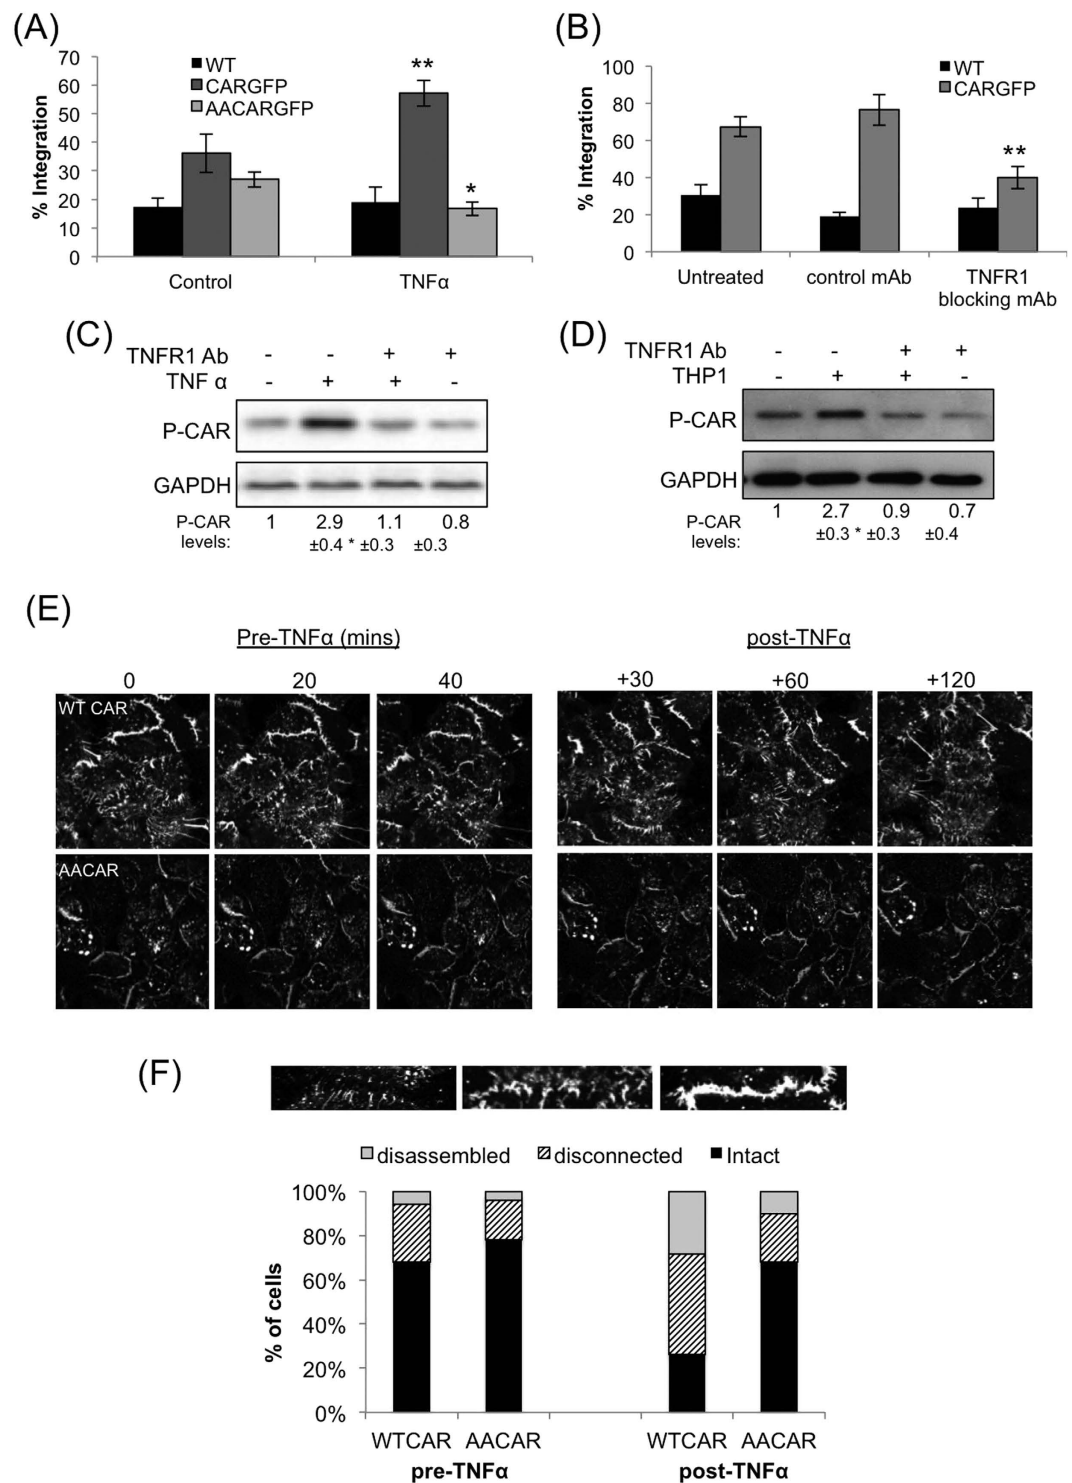 (A)
70
60
50
40
30
20
10
0
% Integration
WT
CARGFP
AACARGFP
**
*
Control
TNFα
(B)
100
80
60
40
20
0
% Integration
WT
CARGFP
**
Untreated
control mAb
TNFR1
blocking mAb
(C)
TNFR1 Ab - - + +
TNF α - + + -
P-CAR
GAPDH
P-CAR 1 2.9 1.1 0.8
levels: ±0.4 * ±0.3 ±0.3
(D)
TNFR1 Ab - - + +
THP1 - + + -
P-CAR
GAPDH
P-CAR 1 2.7 0.9 0.7
levels: ±0.3 * ±0.3 ±0.4
(E)
Pre-TNFα (mins)
post-TNFα
0 20 40 +30 +60 +120
WT CAR
AACAR
(F)
disassembled disconnected Intact
100%
80%
60%
40%
20%
0%
% of cells
WTCAR AACAR WTCAR AACAR
pre-TNFα post-TNFα